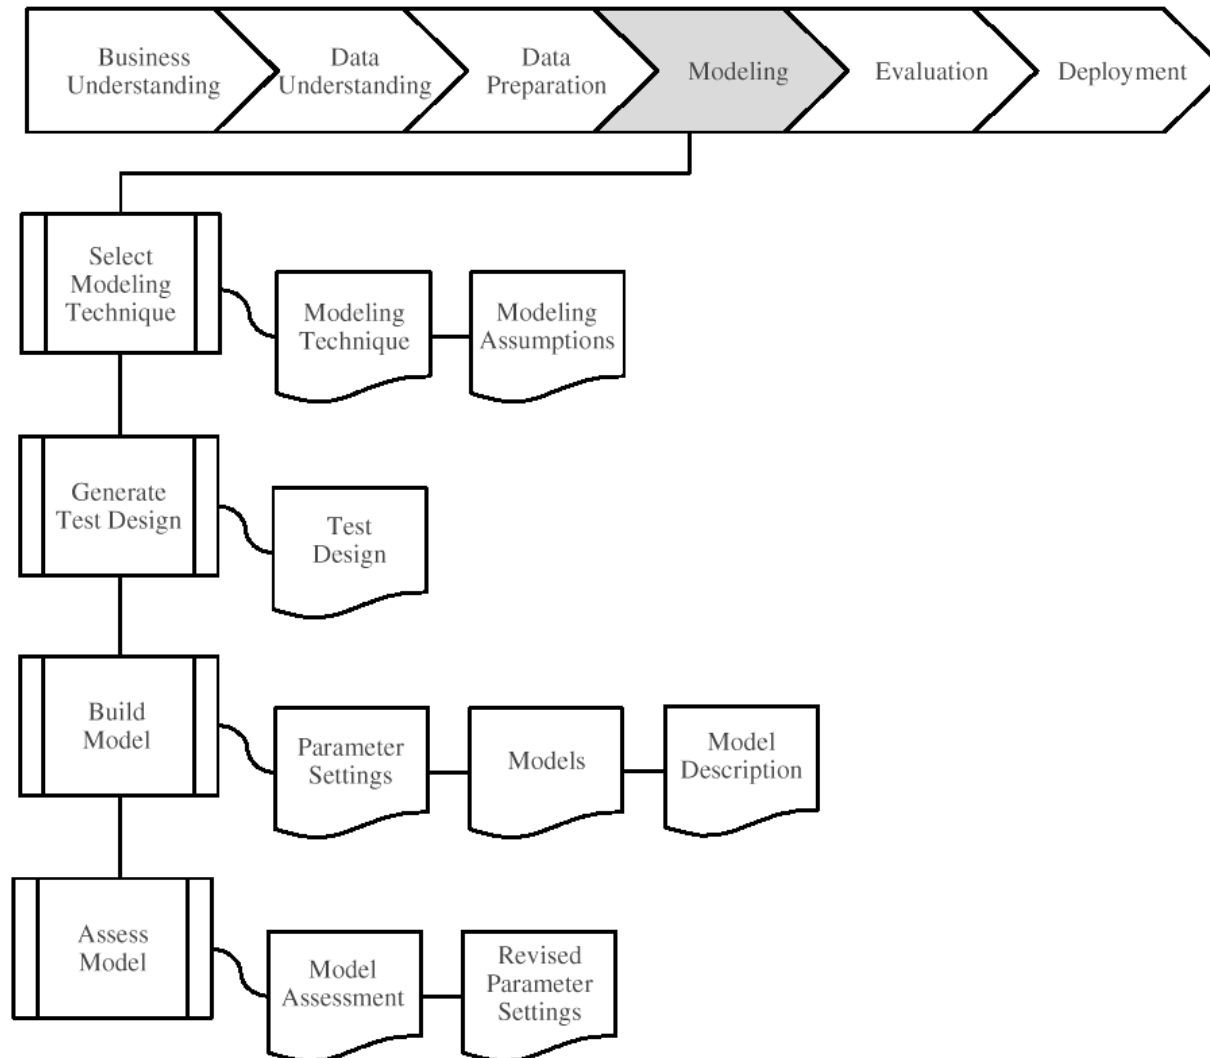 Business
Understanding
Data
Understanding
Data
Preparation
Modeling
Evaluation
Deployment
Select
Modeling
Technique
Modeling
Technique
Modeling
Assumptions
Generate
Test Design
Test
Design
Build
Model
Parameter
Settings
Models
Model
Description
Assess
Model
Model
Assessment
Revised
Parameter
Settings